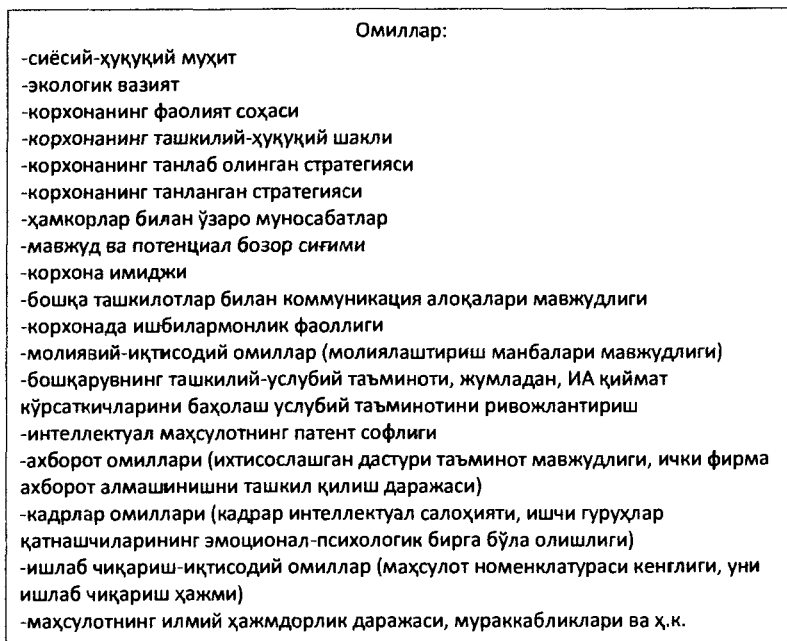 Омиллар:
-сиёсий-ҳуқуқий муҳит
-экологик вазият
-корхонанинг фаолият соҳаси
-корхонанинг ташкилий-ҳуқуқий шакли
-корхонанинг танлаб олинган стратегияси
-корхонанинг танланган стратегияси
-ҳамкорлар билан ўзаро муносабатлар
-мавжуд ва потенциал бозор сиғими
-корхона имиджи
-бошқа ташкилотлар билан коммуникация алоқалари мавжудлиги
-корхонада ишбилармонлик фаоллиги
-молиявий-иқтисодий омиллар (молиялаштириш манбалари мавжудлиги)
-бошқарувнинг ташкилий-услубий таъминоти, жумладан, ИА қиймат
кўрсаткичларини баҳолаш услубий таъминотини ривожлантириш
-интеллектуал маҳсулотнинг патент софлиги
-ахборот омиллари (ихтисослашган дастури таъминот мавжудлиги, ички фирма
ахборот алмашинишни ташкил қилиш даражаси)
-кадрлар омиллари (кадрар интеллектуал салоҳияти, ишчи гуруҳлар
қатнашчиларининг эмоционал-психологик бирга бўла олишлиги)
-ишлаб чиқариш-иқтисодий омиллар (маҳсулот номенклатураси кенглиги, уни
ишлаб чиқариш ҳажми)
-маҳсулотнинг илмий ҳажмдорлик даражаси, мураккабликлари ва ҳ.к.